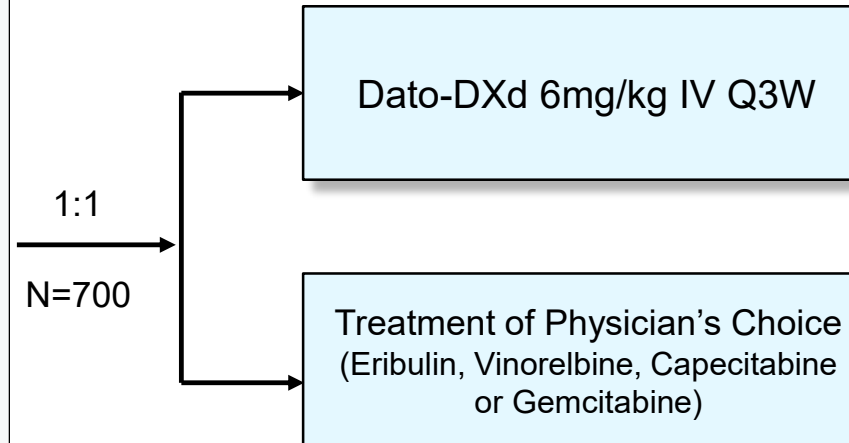 Dato-DXd 6mg/kg IV Q3W
1:1
N=700
Treatment of Physician’s Choice
(Eribulin, Vinorelbine, Capecitabine
or Gemcitabine)